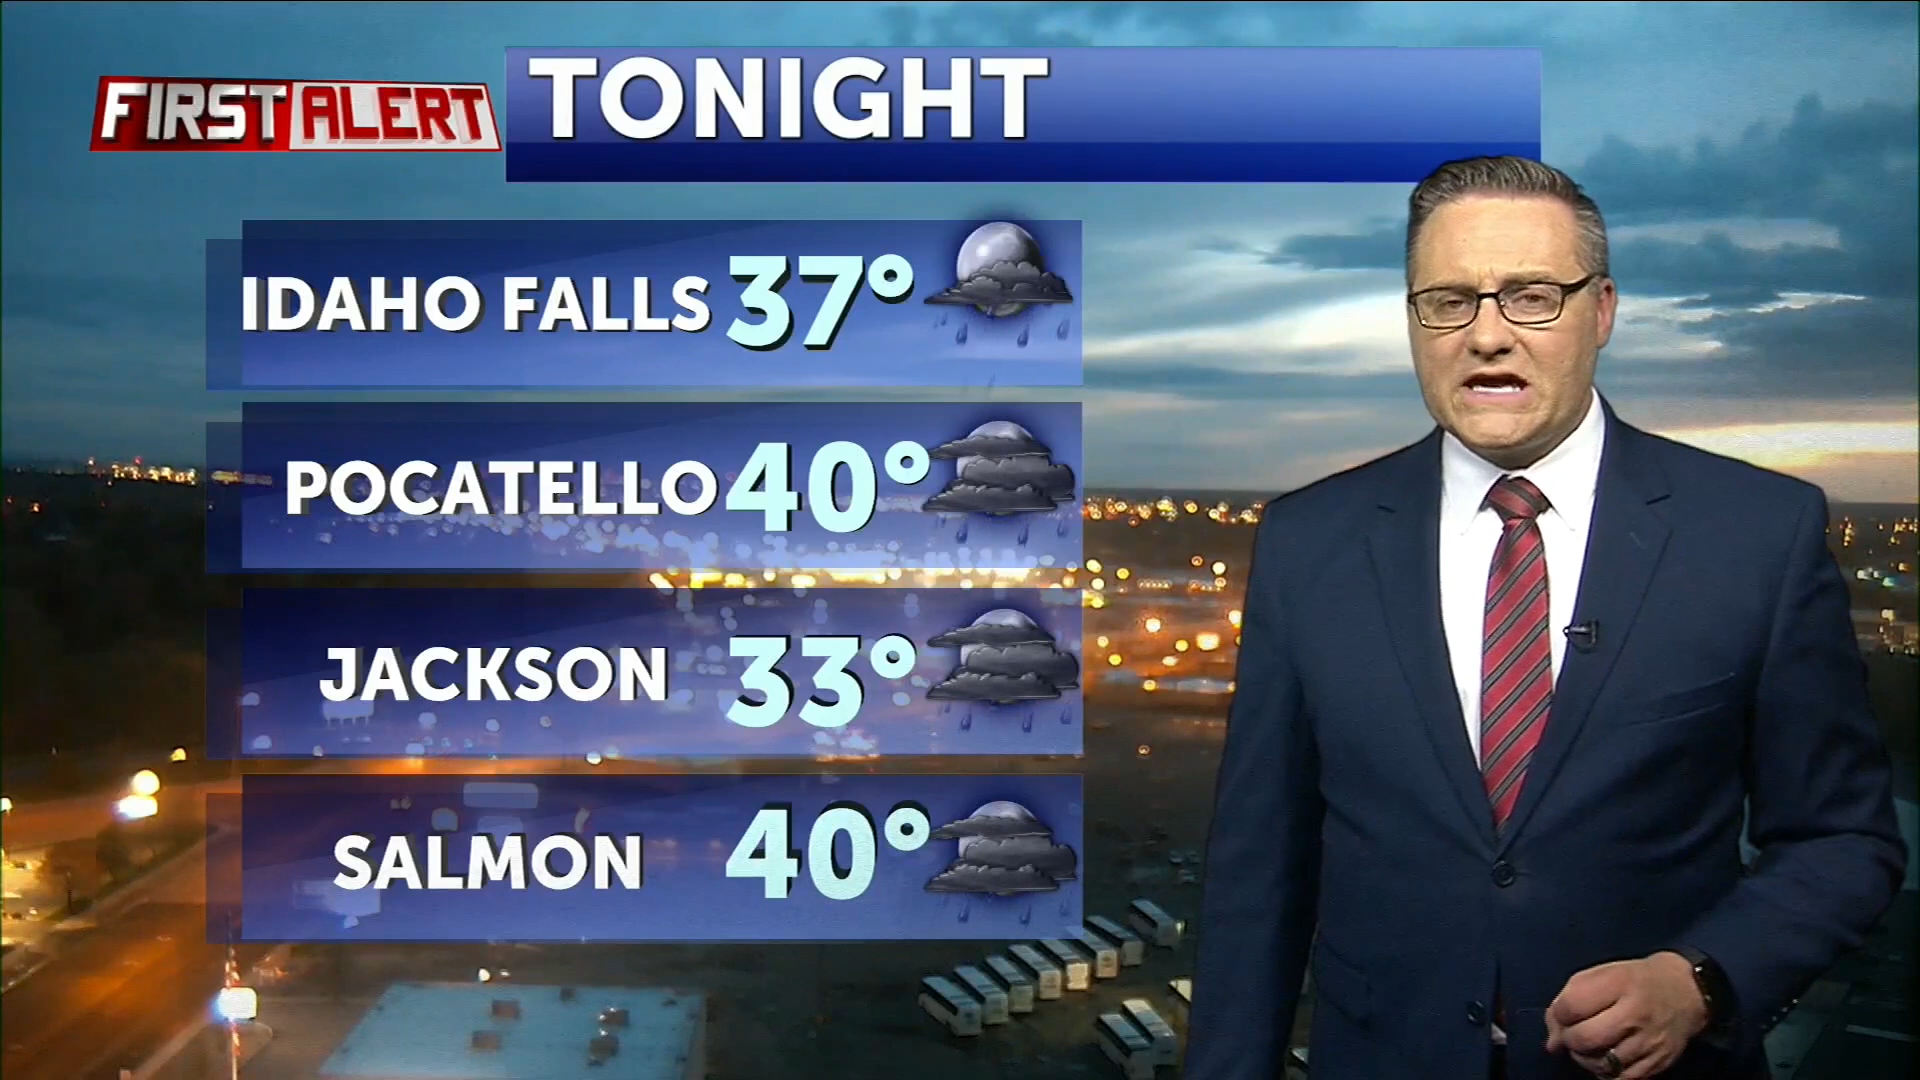 FIRST ALERT
TONIGHT
IDAHO FALLS 37°
POCATELLO 40°
JACKSON 33°
SALMON 40°